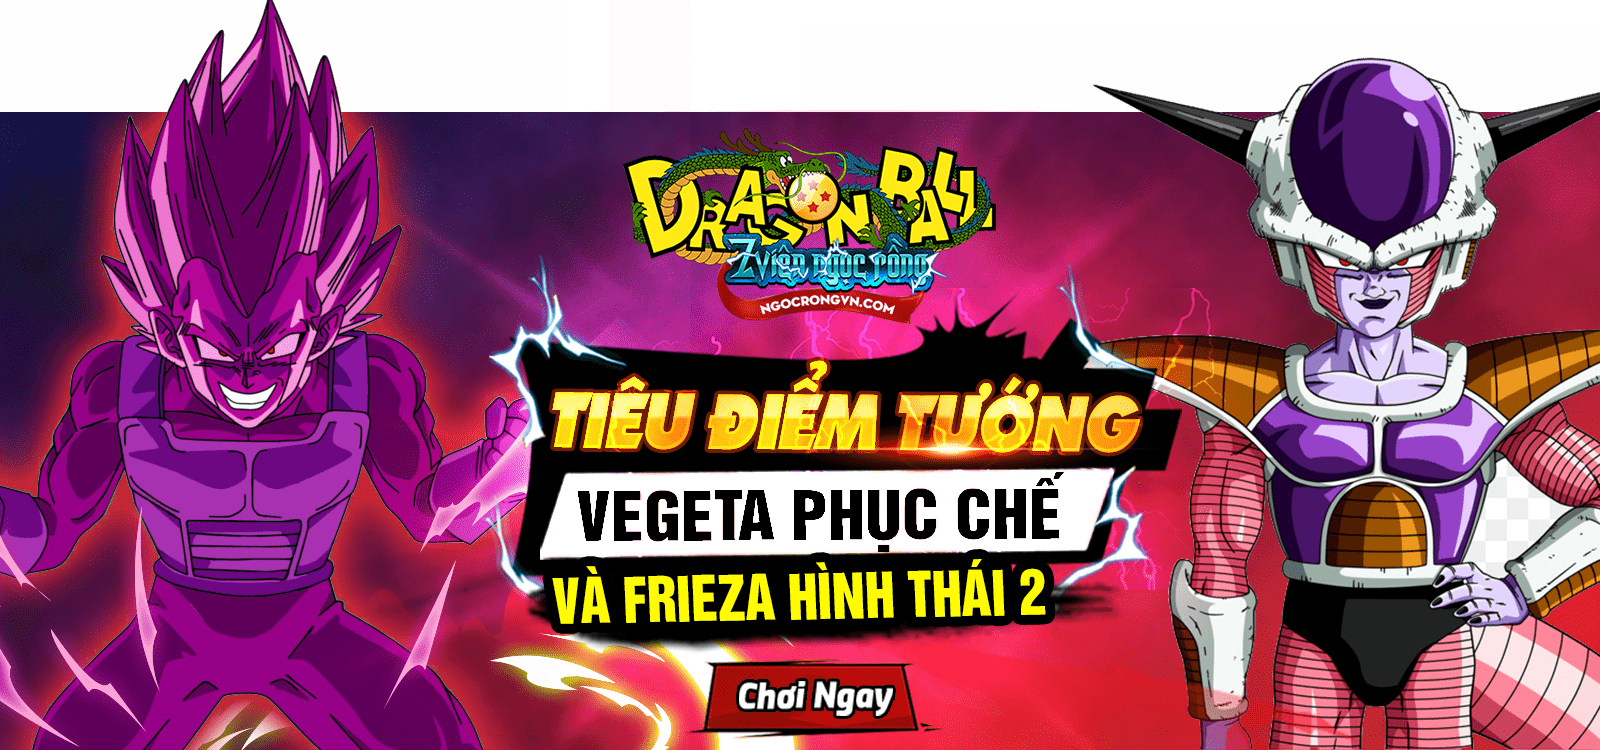 DRAGON BALL
7 viên ngọc rồng
NGOCRONGVN.COM
TIÊU ĐIỂM TƯỚNG
VEGETA PHỤC CHẾ
VÀ FRIEZA HÌNH THÁI 2
Chơi Ngay